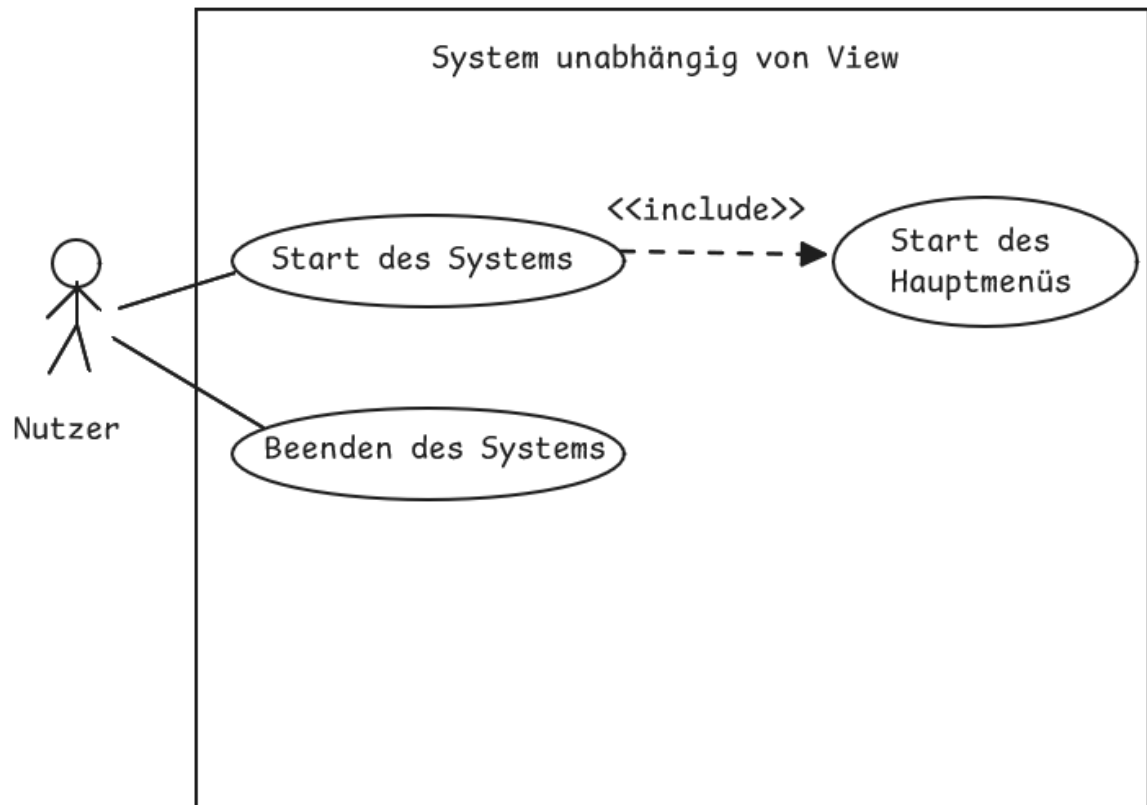 System unabhängig von View
<<include>>
Start des Systems
Start des
Hauptmenüs
Nutzer
Beenden des Systems